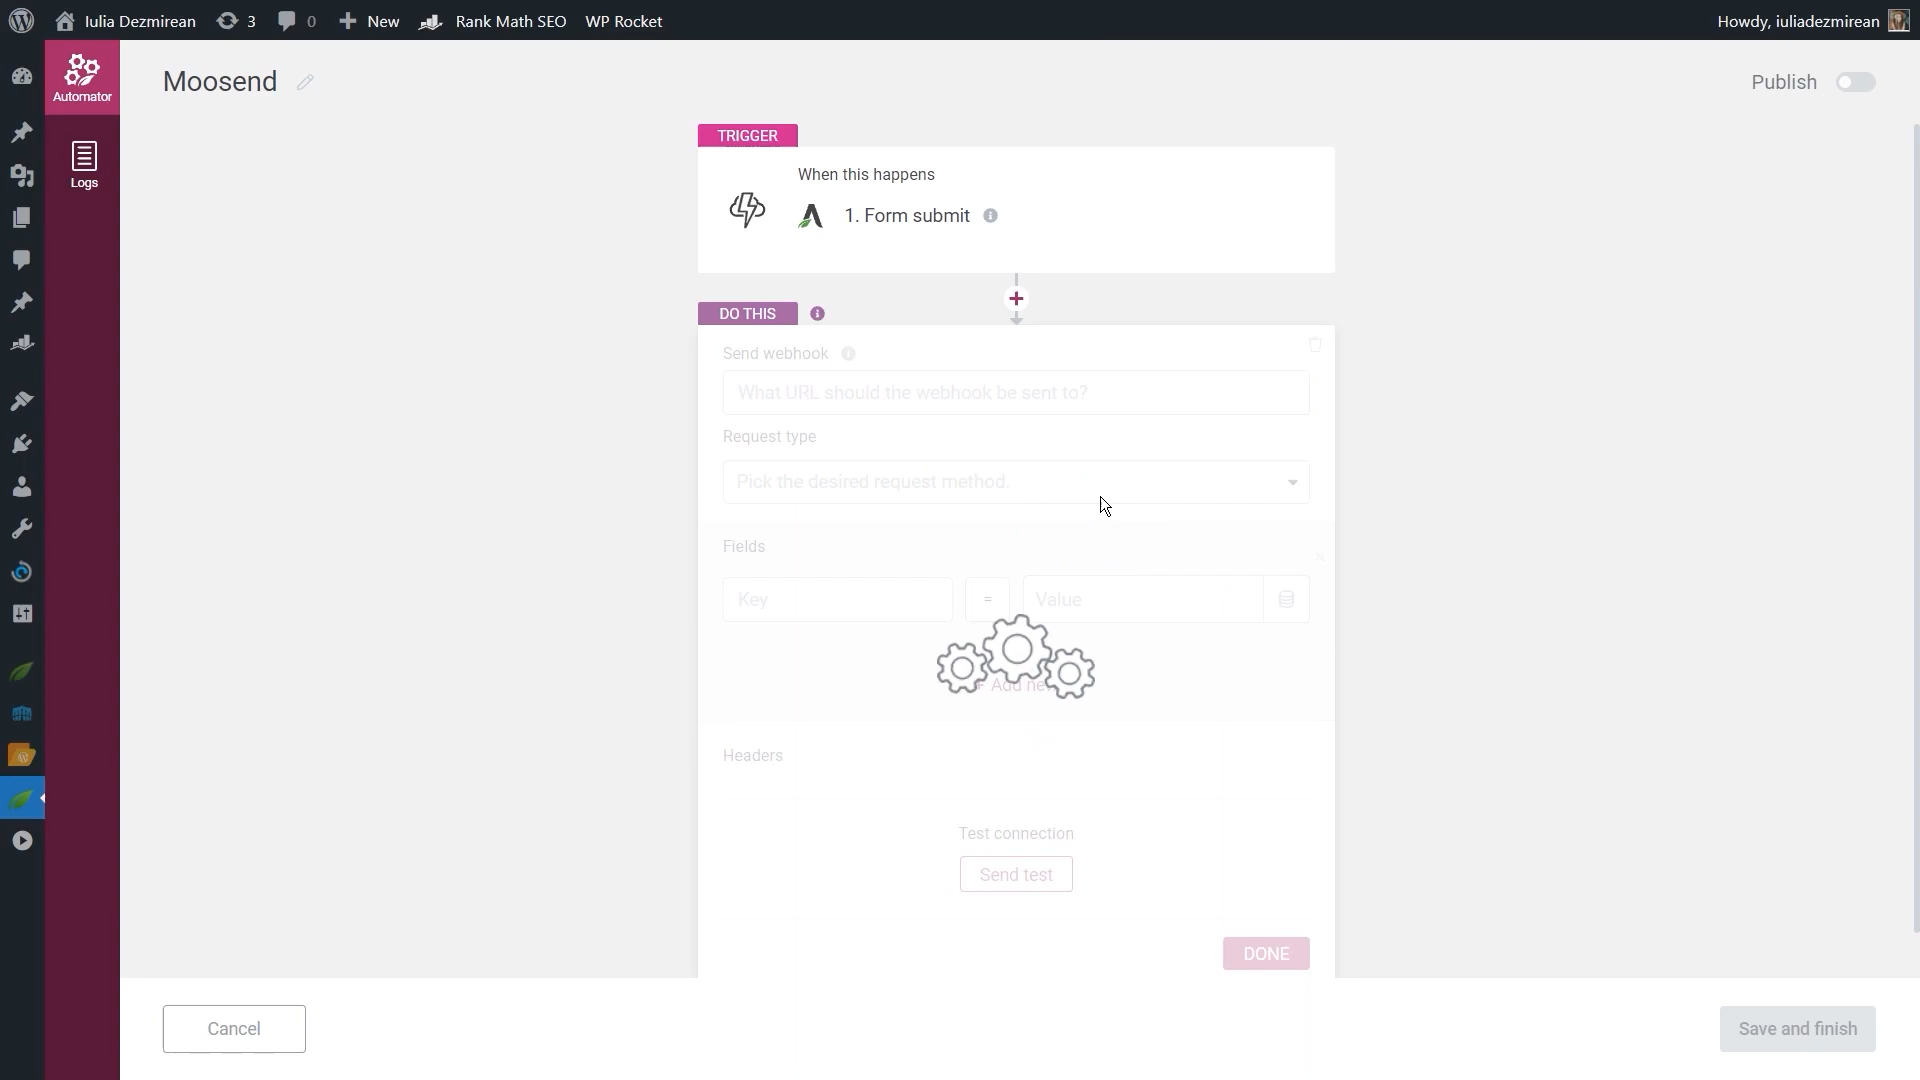 Iulia Dezmirean 3 0 New Rank Math SEO WP Rocket Howdy, iuliadezmirean
Automator
Logs
Moosend
Publish
TRIGGER
When this happens
1. Form submit
DO THIS
Send webhook
What URL should the webhook be sent to?
Request type
Pick the desired request method.
Fields
Key = Value
+ Add new
Headers
Test connection
Send test
DONE
Cancel
Save and finish